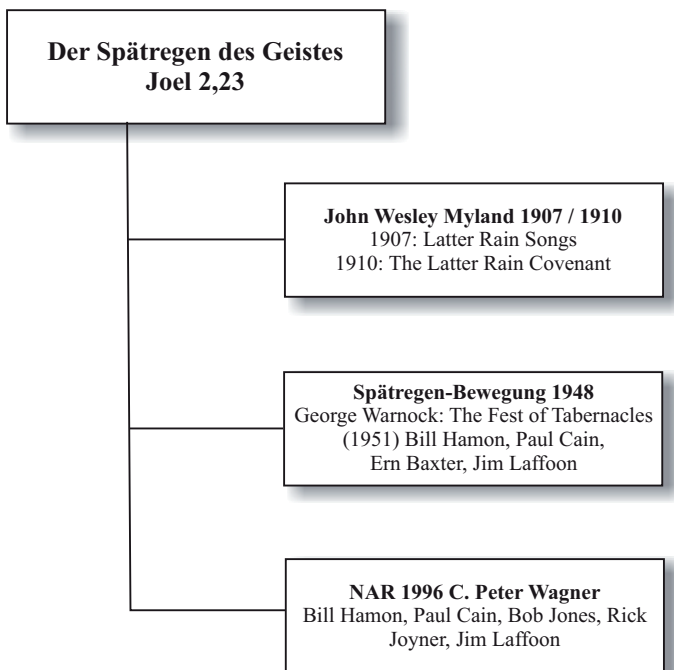 Der Spätregen des Geistes
Joel 2,23
John Wesley Myland 1907 / 1910
1907: Latter Rain Songs
1910: The Latter Rain Covenant
Spätregen-Bewegung 1948
George Warnock: The Fest of Tabernacles
(1951) Bill Hamon, Paul Cain,
Ern Baxter, Jim Laffoon
NAR 1996 C. Peter Wagner
Bill Hamon, Paul Cain, Bob Jones, Rick
Joyner, Jim Laffoon